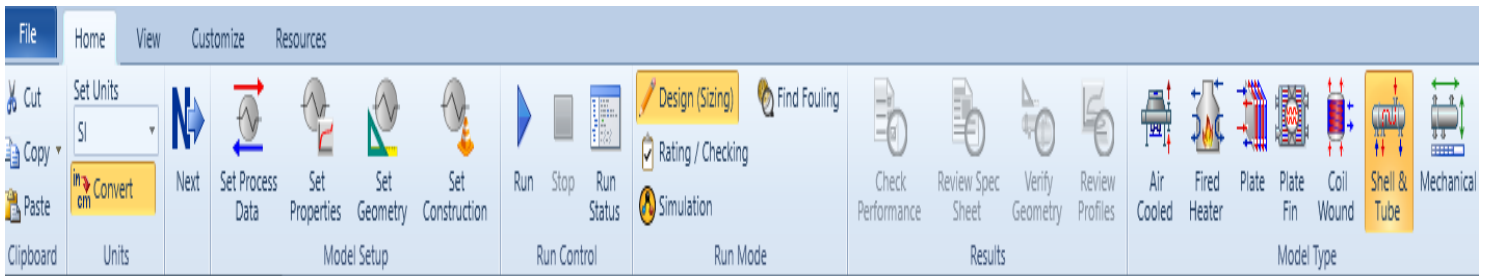 File Home View Customize Resources
Cut
Copy
Paste
Clipboard
Set Units
SI
in
cm Convert
Units
N
Next
Set Process
Data
Set
Properties
Set
Geometry
Set
Construction
Model Setup
Run
Stop
Run
Status
Run Control
Design (Sizing)
Find Fouling
Rating / Checking
Simulation
Run Mode
Check
Performance
Review Spec
Sheet
Verify
Geometry
Review
Profiles
Results
Air
Cooled
Fired
Heater
Plate
Plate
Fin
Coil
Wound
Shell &
Tube
Mechanical
Model Type